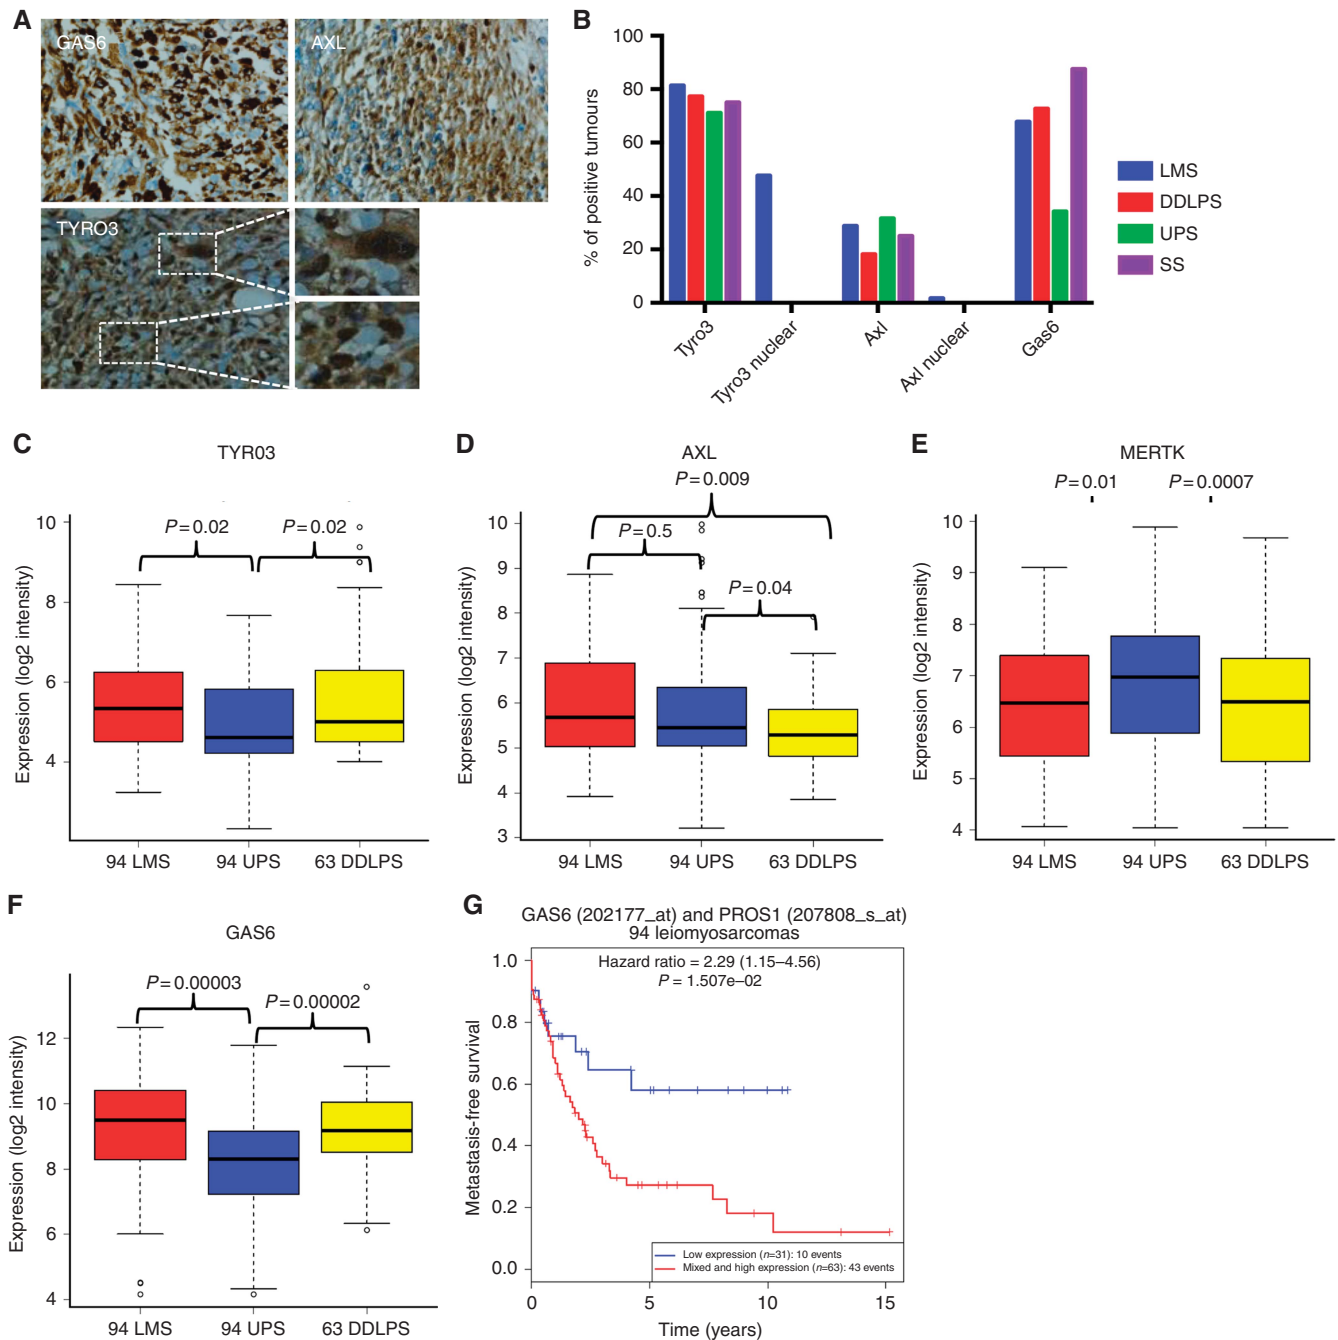 A
GAS6
AXL
TYRO3
B
100
80
60
40
20
0
% of positive tumours
Tyro3
Tyro3 nuclear
Axl
Axl nuclear
Gas6
LMS
DDLPS
UPS
SS
C
TYR03
P=0.02
P=0.02
10
8
6
4
Expression (log2 intensity)
94 LMS
94 UPS
63 DDLPS
D
AXL
P=0.009
P=0.5
P=0.04
10
9
8
7
6
5
4
3
Expression (log2 intensity)
94 LMS
94 UPS
63 DDLPS
E
MERTK
P=0.01
P=0.0007
10
9
8
7
6
5
4
Expression (log2 intensity)
94 LMS
94 UPS
63 DDLPS
F
GAS6
P=0.00003
P=0.00002
12
10
8
6
4
Expression (log2 intensity)
94 LMS
94 UPS
63 DDLPS
G
GAS6 (202177_at) and PROS1 (207808_s_at)
94 leiomyosarcomas
Hazard ratio = 2.29 (1.15–4.56)
P = 1.507e–02
1.0
0.8
0.6
0.4
0.2
0.0
Metastasis-free survival
Low expression (n=31): 10 events
Mixed and high expression (n=63): 43 events
0
5
10
15
Time (years)